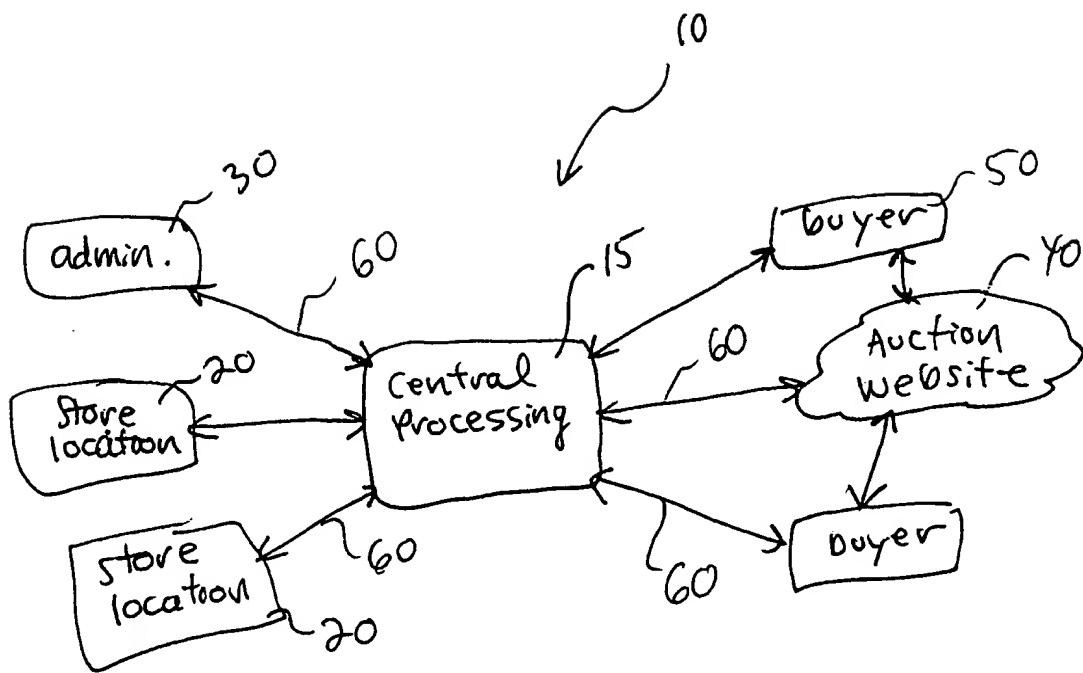 10
30
admin.
60
15
buyer
50
40
Auction
website
20
Store
location
central
processing
60
store
location
60
20
60
buyer